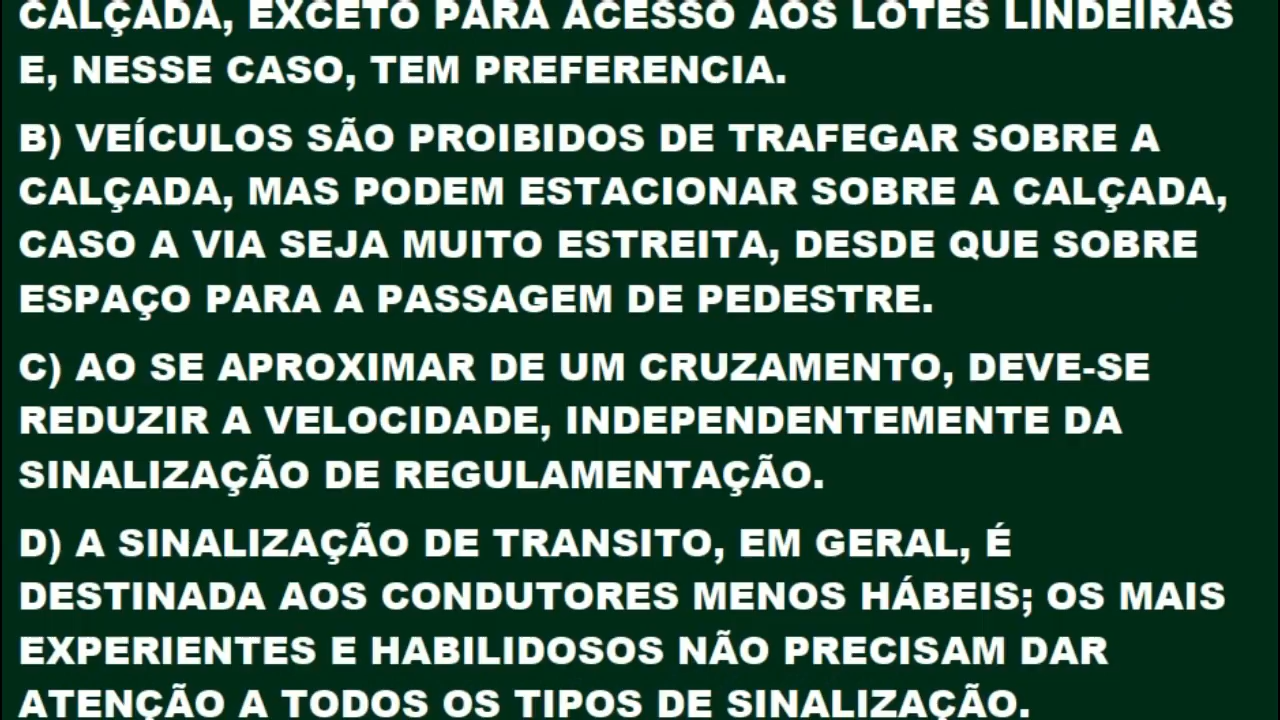 CALÇADA, EXCETO PARA ACESSO AOS LOTES LINDEIRAS
E, NESSE CASO, TEM PREFERENCIA.
B) VEÍCULOS SÃO PROIBIDOS DE TRAFEGAR SOBRE A
CALÇADA, MAS PODEM ESTACIONAR SOBRE A CALÇADA,
CASO A VIA SEJA MUITO ESTREITA, DESDE QUE SOBRE
ESPAÇO PARA A PASSAGEM DE PEDESTRE.
C) AO SE APROXIMAR DE UM CRUZAMENTO, DEVE-SE
REDUZIR A VELOCIDADE, INDEPENDENTEMENTE DA
SINALIZAÇÃO DE REGULAMENTAÇÃO.
D) A SINALIZAÇÃO DE TRANSITO, EM GERAL, É
DESTINADA AOS CONDUTORES MENOS HÁBEIS; OS MAIS
EXPERIENTES E HABILIDOSOS NÃO PRECISAM DAR
ATENÇÃO A TODOS OS TIPOS DE SINALIZAÇÃO.